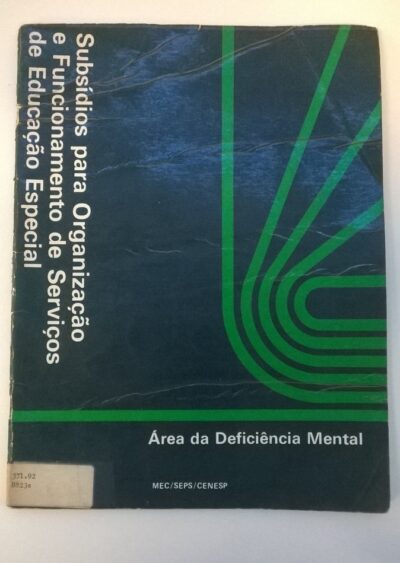 Subsídios para Organização
e Funcionamento de Serviços
de Educação Especial
Área da Deficiência Mental
371.92
MEC/SEPS/CENESP